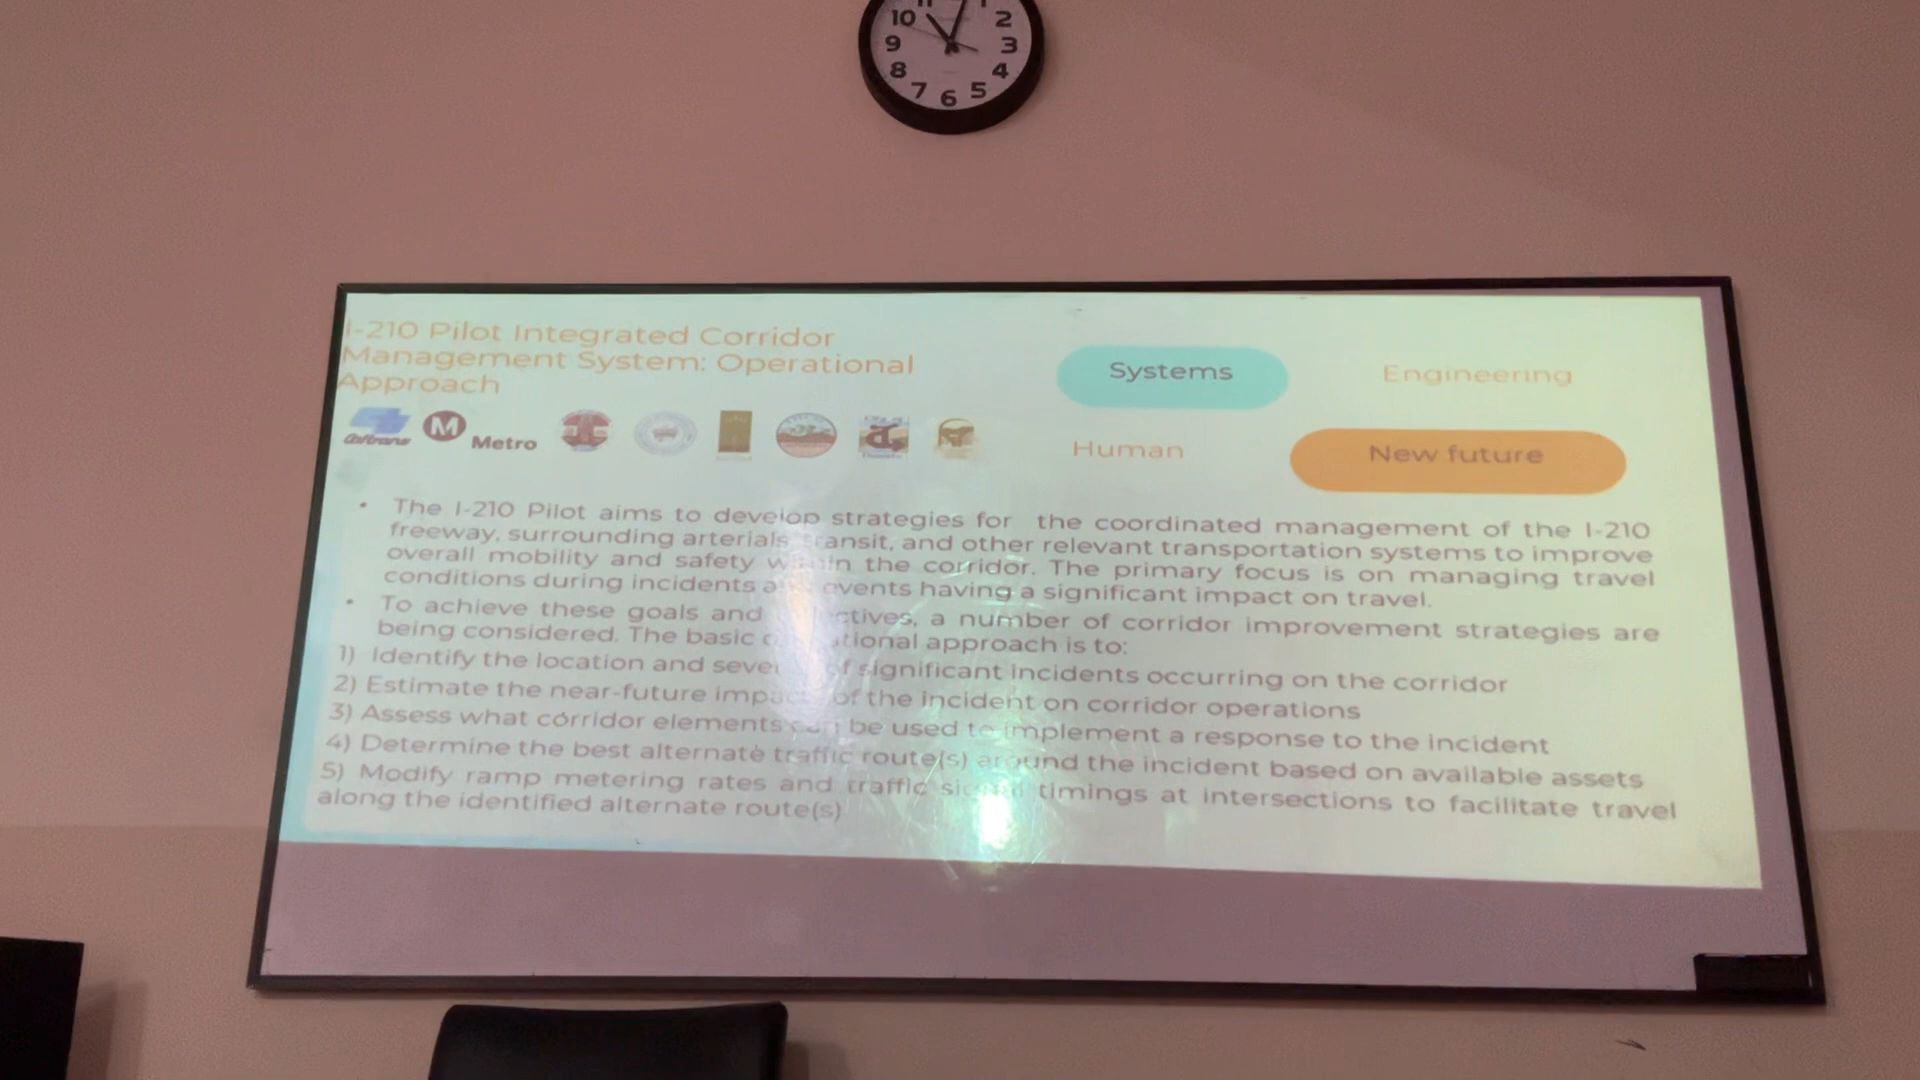 10
2
9
3
8
4
7
6
5
I-210 Pilot Integrated Corridor
Management System: Operational
Approach
Systems
Engineering
Caltrans
M
Metro
Human
New future
• The I-210 Pilot aims to develop strategies for the coordinated management of the I-210
freeway, surrounding arterials, transit, and other relevant transportation systems to improve
overall mobility and safety within the corridor. The primary focus is on managing travel
conditions during incidents and events having a significant impact on travel.
• To achieve these goals and objectives, a number of corridor improvement strategies are
being considered. The basic operational approach is to:
1) Identify the location and severity of significant incidents occurring on the corridor
2) Estimate the near-future impact of the incident on corridor operations
3) Assess what corridor elements can be used to implement a response to the incident
4) Determine the best alternate traffic route(s) around the incident based on available assets
5) Modify ramp metering rates and traffic signal timings at intersections to facilitate travel
along the identified alternate route(s)